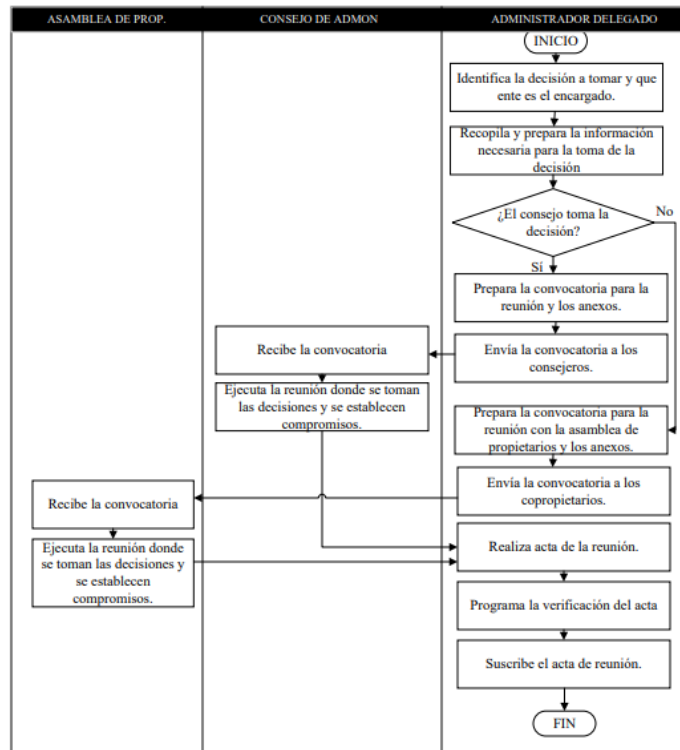 ASAMBLEA DE PROP.
CONSEJO DE ADMON
ADMINISTRADOR DELEGADO
INICIO
Identifica la decisión a tomar y que
ente es el encargado.
Recopila y prepara la información
necesaria para la toma de la
decisión
¿El consejo toma la
decisión?
No
Sí
Prepara la convocatoria para la
reunión y los anexos.
Envía la convocatoria a los
consejeros.
Recibe la convocatoria
Ejecuta la reunión donde se toman
las decisiones y se establecen
compromisos.
Prepara la convocatoria para la
reunión con la asamblea de
propietarios y los anexos.
Envía la convocatoria a los
copropietarios.
Recibe la convocatoria
Ejecuta la reunión donde
se toman las decisiones y
se establecen
compromisos.
Realiza acta de la reunión.
Programa la verificación del acta
Suscribe el acta de reunión.
FIN